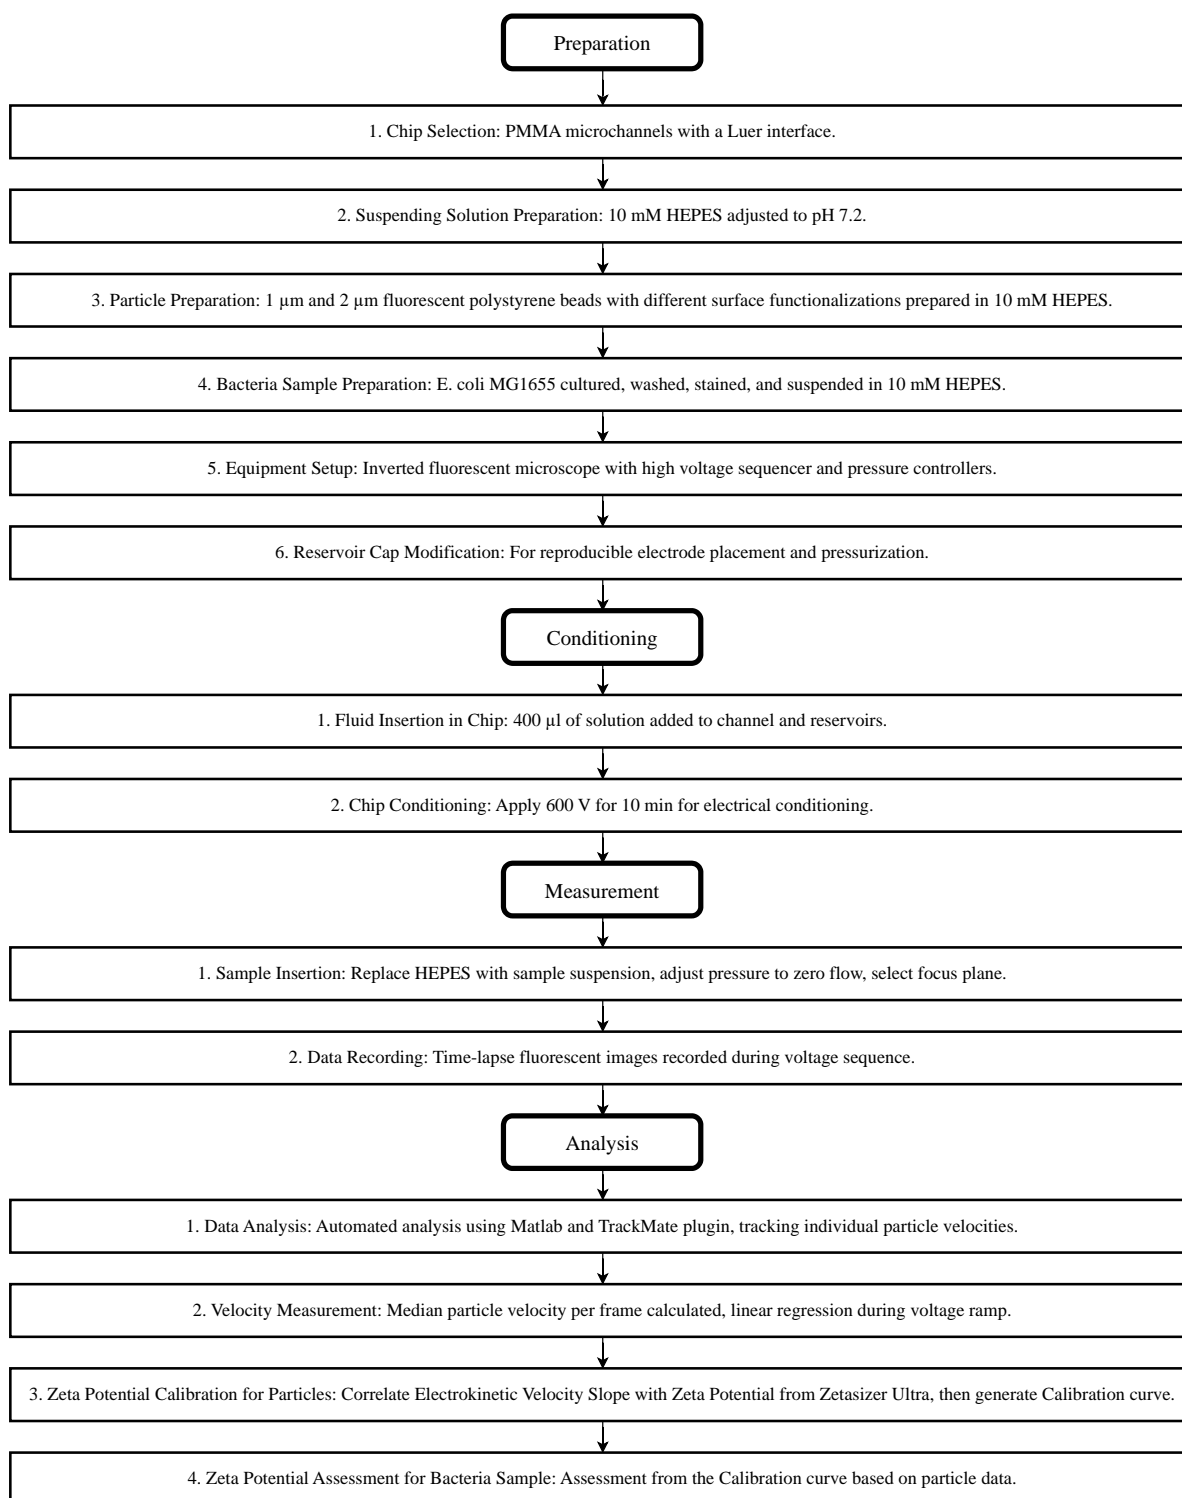 Preparation
1. Chip Selection: PMMA microchannels with a Luer interface.
2. Suspending Solution Preparation: 10 mM HEPES adjusted to pH 7.2.
3. Particle Preparation: 1 µm and 2 µm fluorescent polystyrene beads with different surface functionalizations prepared in 10 mM HEPES.
4. Bacteria Sample Preparation: E. coli MG1655 cultured, washed, stained, and suspended in 10 mM HEPES.
5. Equipment Setup: Inverted fluorescent microscope with high voltage sequencer and pressure controllers.
6. Reservoir Cap Modification: For reproducible electrode placement and pressurization.
Conditioning
1. Fluid Insertion in Chip: 400 µl of solution added to channel and reservoirs.
2. Chip Conditioning: Apply 600 V for 10 min for electrical conditioning.
Measurement
1. Sample Insertion: Replace HEPES with sample suspension, adjust pressure to zero flow, select focus plane.
2. Data Recording: Time-lapse fluorescent images recorded during voltage sequence.
Analysis
1. Data Analysis: Automated analysis using Matlab and TrackMate plugin, tracking individual particle velocities.
2. Velocity Measurement: Median particle velocity per frame calculated, linear regression during voltage ramp.
3. Zeta Potential Calibration for Particles: Correlate Electrokinetic Velocity Slope with Zeta Potential from Zetasizer Ultra, then generate Calibration curve.
4. Zeta Potential Assessment for Bacteria Sample: Assessment from the Calibration curve based on particle data.